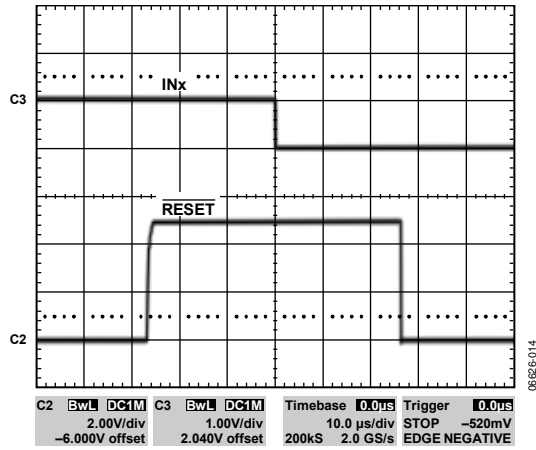 INx
C3
RESET
C2
06626-014
C2 BwL DC1M C3 BwL DC1M Timebase 0.0µs Trigger 0.0µs
2.00V/div 1.00V/div 10.0 µs/div STOP –520mV
–6.000V offset 2.040V offset 200kS 2.0 GS/s EDGE NEGATIVE